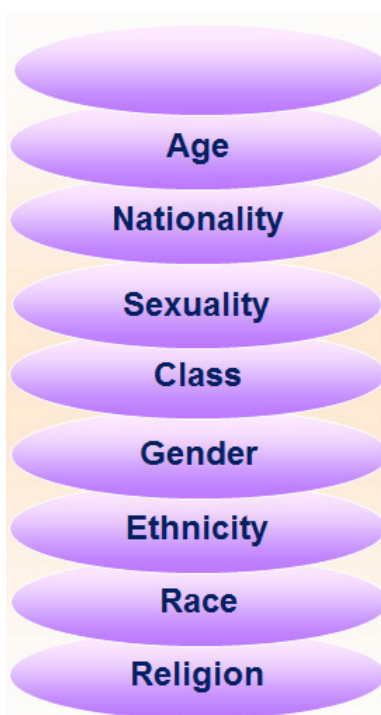 Age
Nationality
Sexuality
Class
Gender
Ethnicity
Race
Religion